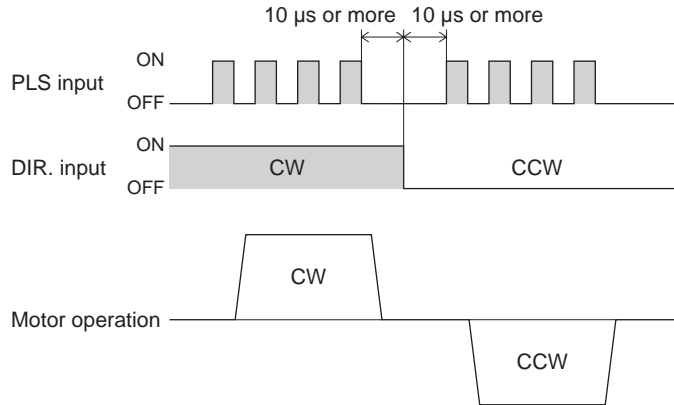 10 µs or more 10 µs or more
ON
PLS input
OFF
ON
DIR. input CW CCW
OFF
CW
Motor operation
CCW